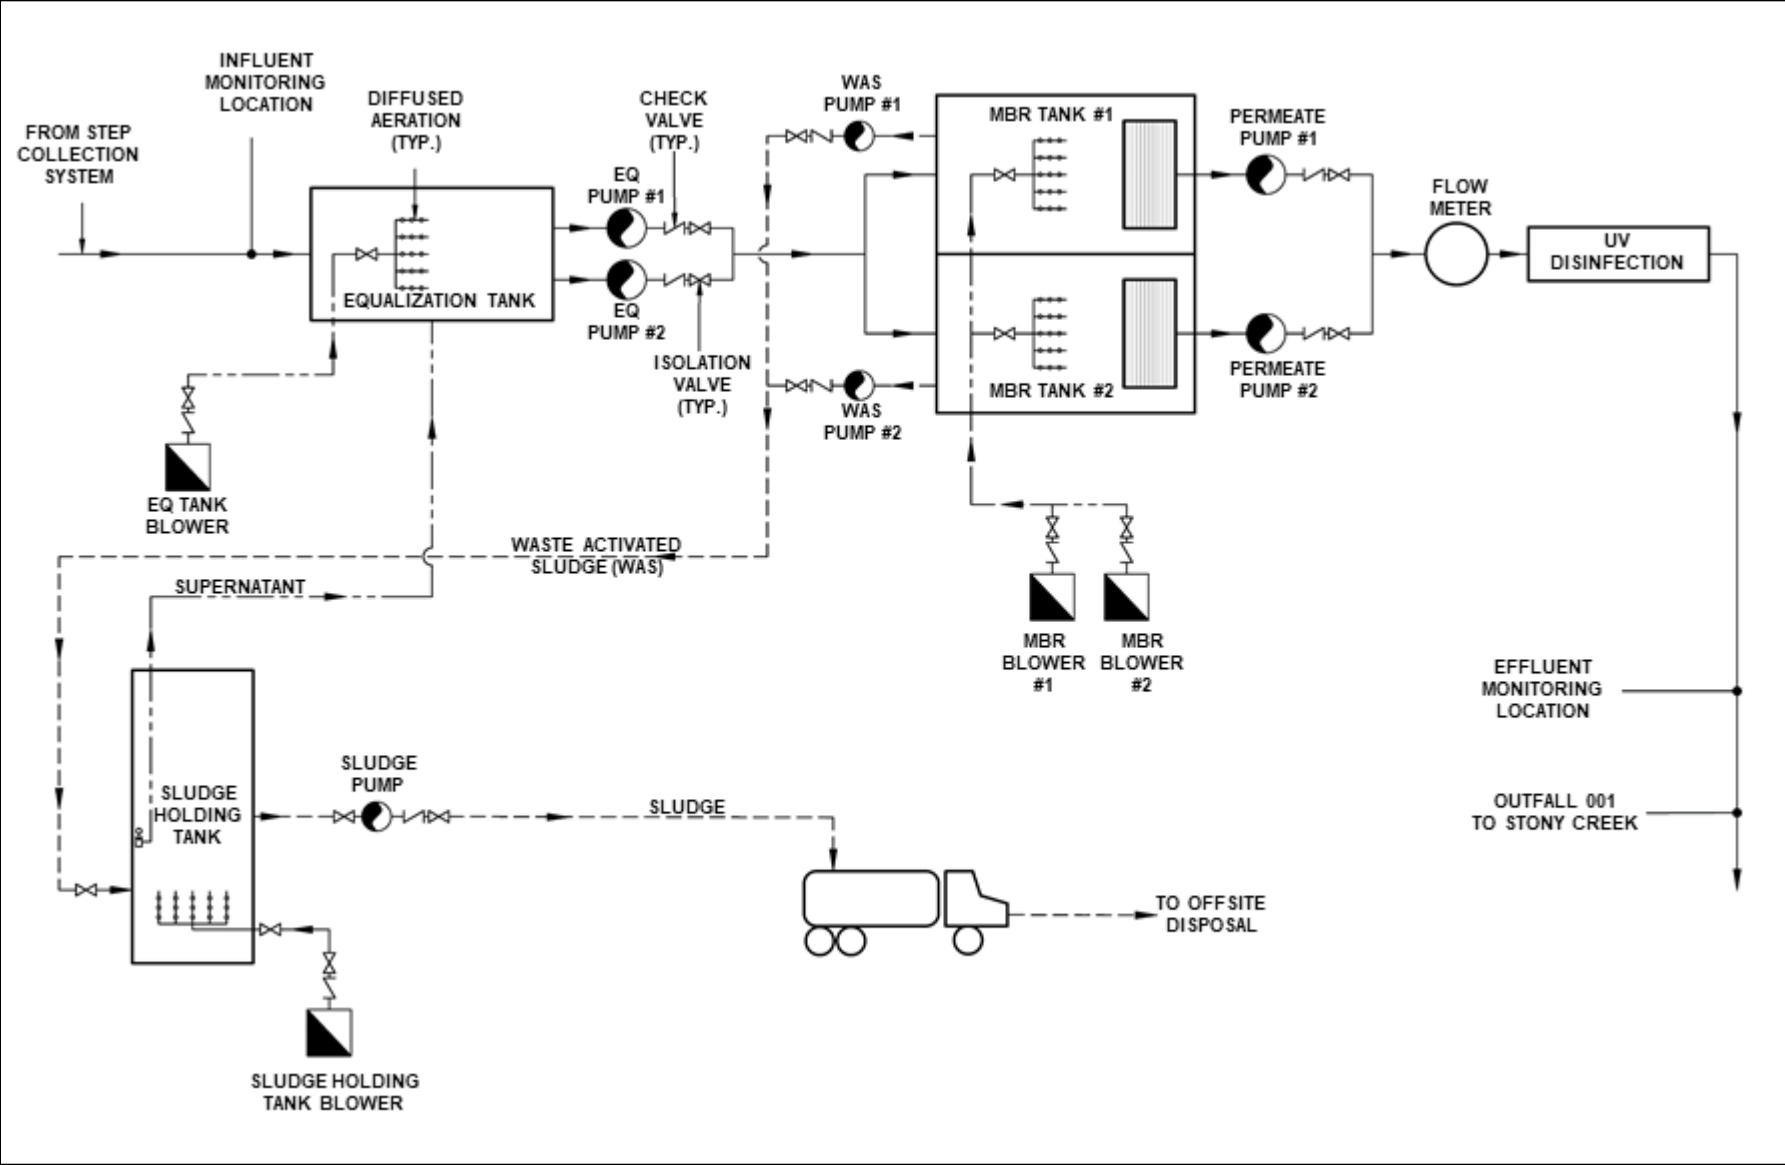 INFLUENT
MONITORING
LOCATION
FROM STEP
COLLECTION
SYSTEM
DIFFUSED
AERATION
(TYP.)
CHECK
VALVE
(TYP.)
EQ
PUMP #1
EQUALIZATION TANK
EQ
PUMP #2
ISOLATION
VALVE
(TYP.)
WAS
PUMP #1
WAS
PUMP #2
MBR TANK #1
MBR TANK #2
PERMEATE
PUMP #1
PERMEATE
PUMP #2
FLOW
METER
UV
DISINFECTION
EQ TANK
BLOWER
WASTE ACTIVATED
SLUDGE (WAS)
SUPERNATANT
MBR
BLOWER
#1
MBR
BLOWER
#2
EFFLUENT
MONITORING
LOCATION
OUTFALL 001
TO STONY CREEK
SLUDGE
HOLDING
TANK
SLUDGE
PUMP
SLUDGE
TO OFFSITE
DISPOSAL
SLUDGE HOLDING
TANK BLOWER